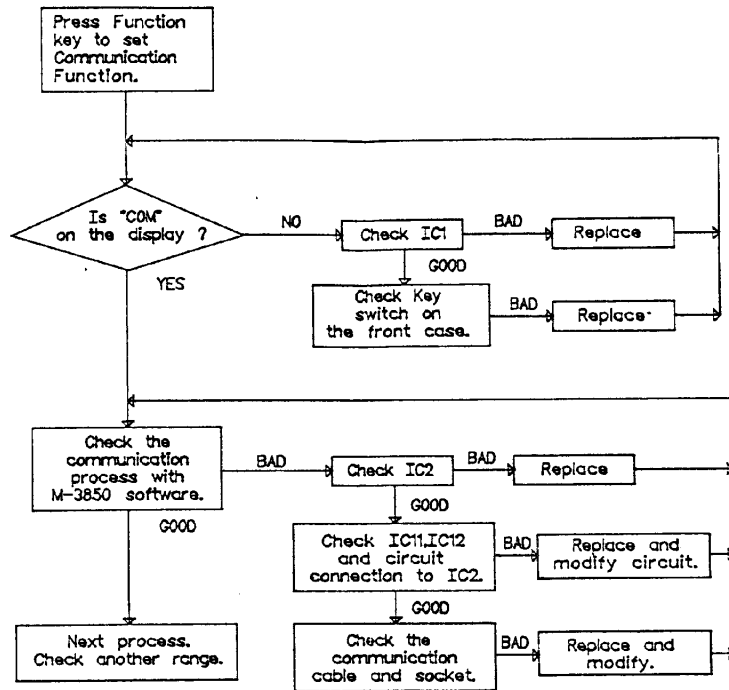 Press Function
key to set
Communication
Function.
Is "COM"
on the display ?
NO
Check IC1
BAD
Replace
GOOD
YES
Check Key
switch on
the front case.
BAD
Replace
Check the
communication
process with
M-3850 software.
BAD
Check IC2
BAD
Replace
GOOD
GOOD
Check IC11,IC12
and circuit
connection to IC2.
BAD
Replace and
modify circuit.
GOOD
Next process.
Check another range.
Check the
communication
cable and socket.
BAD
Replace and
modify.